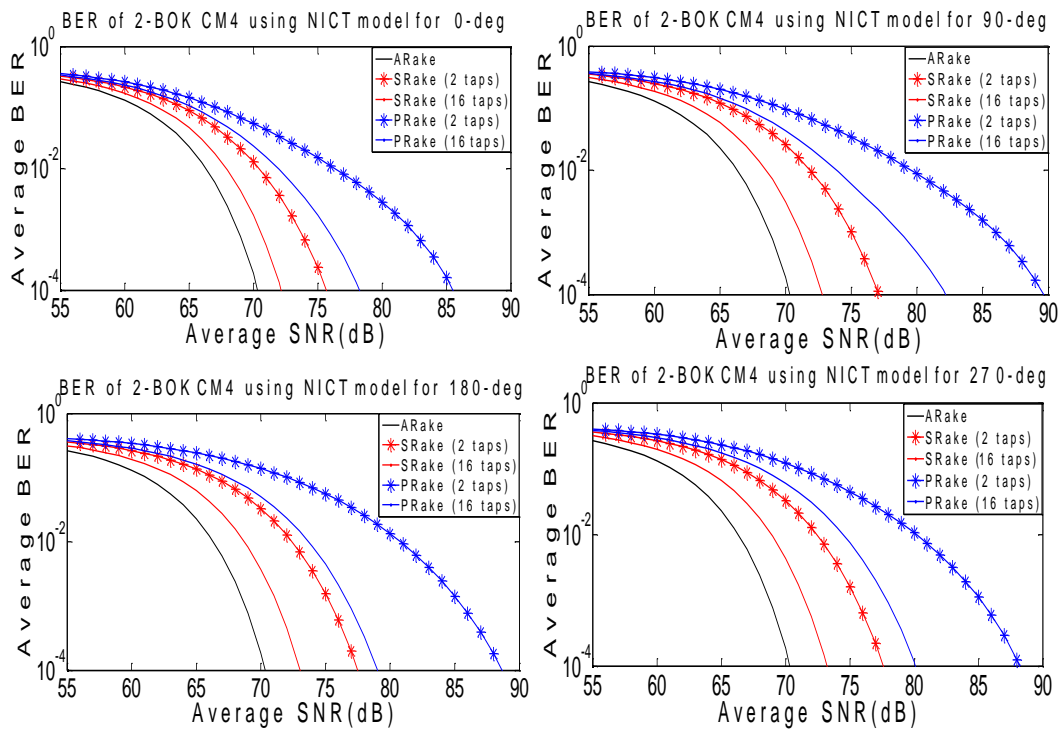 BER of 2-BOK CM4 using NICT model for 0-deg
Average BER
10^0
10^-2
10^-4
ARake
SRake (2 taps)
SRake (16 taps)
PRake (2 taps)
PRake (16 taps)
55 60 65 70 75 80 85 90
Average SNR(dB)
BER of 2-BOK CM4 using NICT model for 90-deg
Average BER
10^0
10^-2
10^-4
ARake
SRake (2 taps)
SRake (16 taps)
PRake (2 taps)
PRake (16 taps)
55 60 65 70 75 80 85 90
Average SNR(dB)
BER of 2-BOK CM4 using NICT model for 180-deg
Average BER
10^0
10^-2
10^-4
ARake
SRake (2 taps)
SRake (16 taps)
PRake (2 taps)
PRake (16 taps)
55 60 65 70 75 80 85 90
Average SNR(dB)
BER of 2-BOK CM4 using NICT model for 270-deg
Average BER
10^0
10^-2
10^-4
ARake
SRake (2 taps)
SRake (16 taps)
PRake (2 taps)
PRake (16 taps)
55 60 65 70 75 80 85 90
Average SNR(dB)